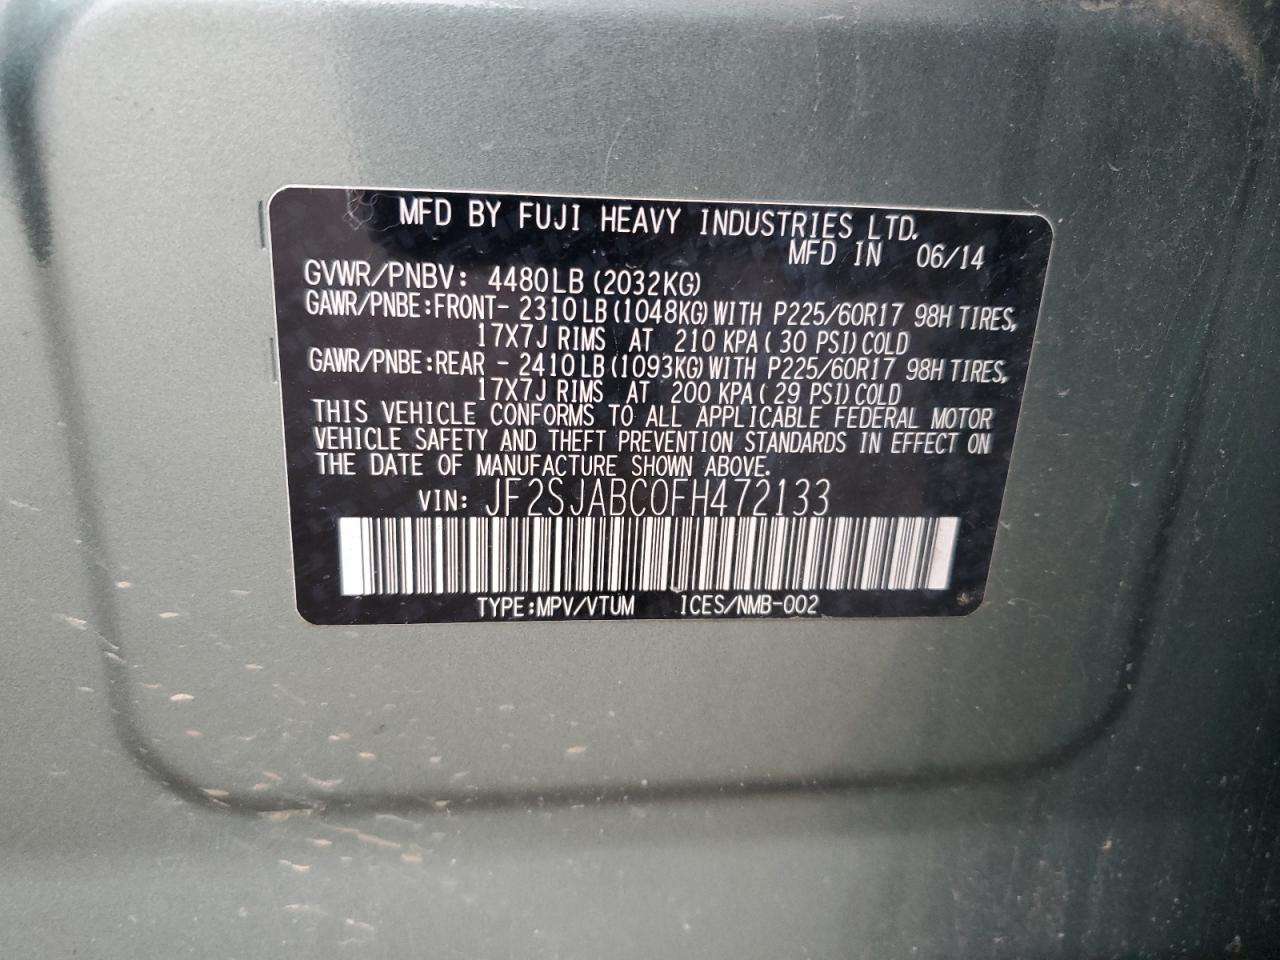 MFD BY FUJI HEAVY INDUSTRIES LTD.
MFD IN 06/14
GVWR/PNBV: 4480LB (2032KG)
GAWR/PNBE:FRONT- 2310LB (1048KG) WITH P225/60R17 98H TIRES,
17X7J RIMS AT 210 KPA ( 30 PSI) COLD
GAWR/PNBE:REAR - 2410LB (1093KG) WITH P225/60R17 98H TIRES,
17X7J RIMS AT 200 KPA ( 29 PSI) COLD
THIS VEHICLE CONFORMS TO ALL APPLICABLE FEDERAL MOTOR
VEHICLE SAFETY AND THEFT PREVENTION STANDARDS IN EFFECT ON
THE DATE OF MANUFACTURE SHOWN ABOVE.
VIN: JF2SJABC0FH472133
TYPE:MPV/VTUM ICES/NMB-002